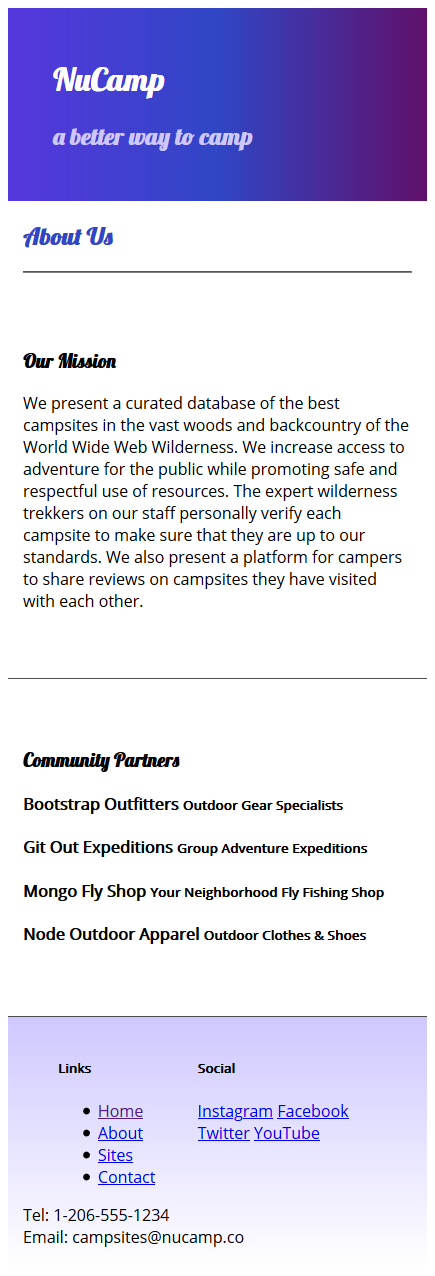 NuCamp
a better way to camp
About Us
Our Mission
We present a curated database of the best
campsites in the vast woods and backcountry of the
World Wide Web Wilderness. We increase access to
adventure for the public while promoting safe and
respectful use of resources. The expert wilderness
trekkers on our staff personally verify each
campsite to make sure that they are up to our
standards. We also present a platform for campers
to share reviews on campsites they have visited
with each other.
Community Partners
Bootstrap Outfitters Outdoor Gear Specialists
Git Out Expeditions Group Adventure Expeditions
Mongo Fly Shop Your Neighborhood Fly Fishing Shop
Node Outdoor Apparel Outdoor Clothes & Shoes
Links
Home
About
Sites
Contact
Social
Instagram Facebook
Twitter YouTube
Tel: 1-206-555-1234
Email: campsites@nucamp.co